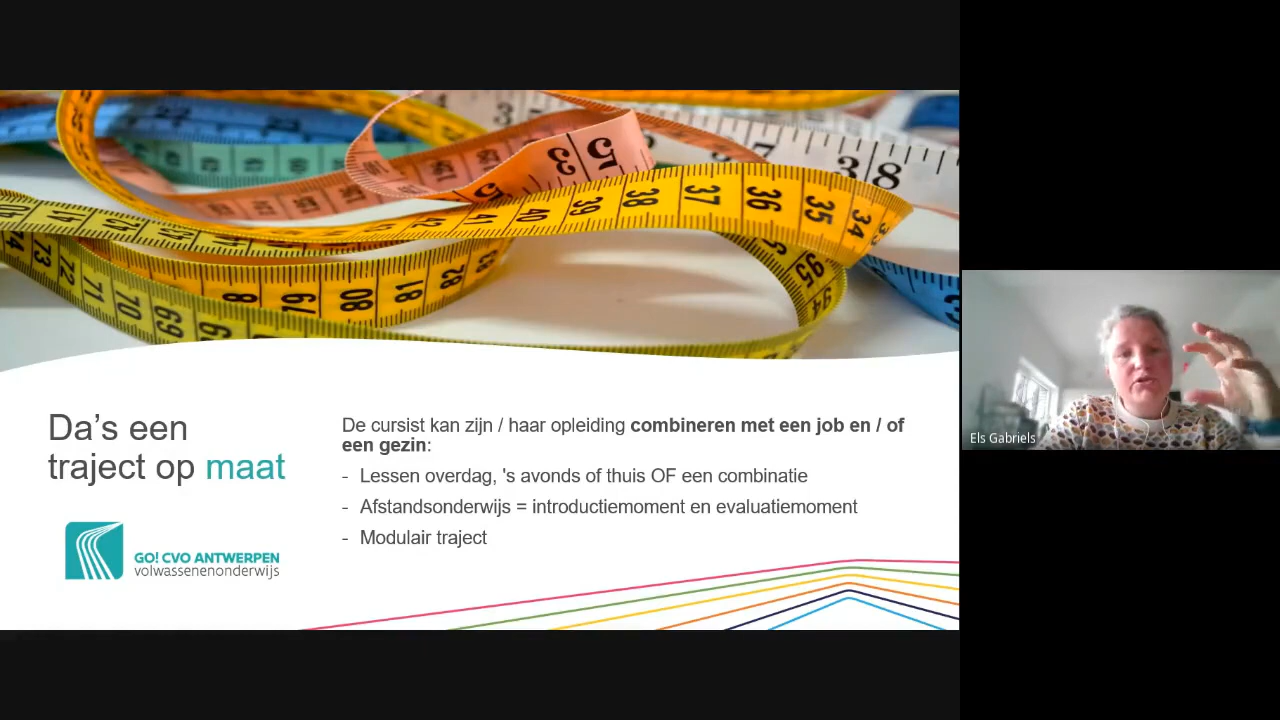 Da's een
traject op maat
GO! CVO ANTWERPEN
volwassenenonderwijs
De cursist kan zijn / haar opleiding combineren met een job en / of
een gezin:
- Lessen overdag, 's avonds of thuis OF een combinatie
- Afstandsonderwijs = introductiemoment en evaluatiemoment
- Modulair traject
Els Gabriels